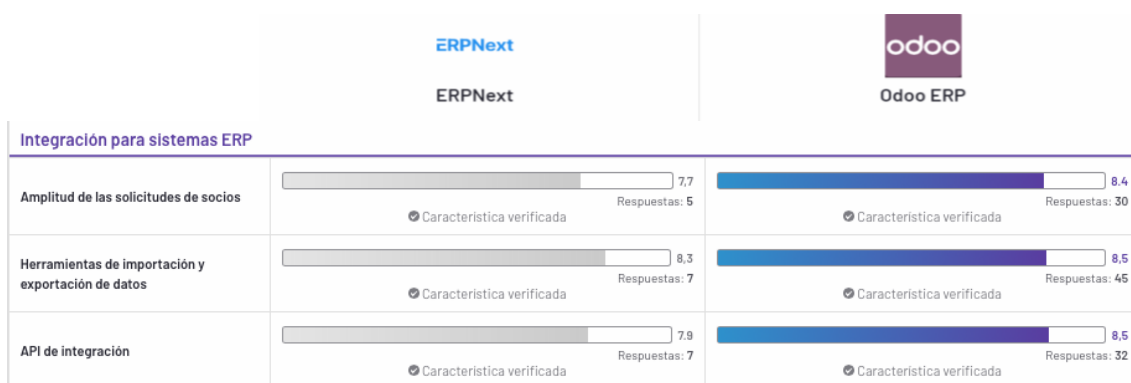 ERPNext
odoo
ERPNext
Odoo ERP
Integración para sistemas ERP
Amplitud de las solicitudes de socios
7,7
Respuestas: 5
Característica verificada
8.4
Respuestas: 30
Característica verificada
Herramientas de importación y
exportación de datos
8,3
Respuestas: 7
Característica verificada
8,5
Respuestas: 45
Característica verificada
API de integración
7.9
Respuestas: 7
Característica verificada
8,5
Respuestas: 32
Característica verificada